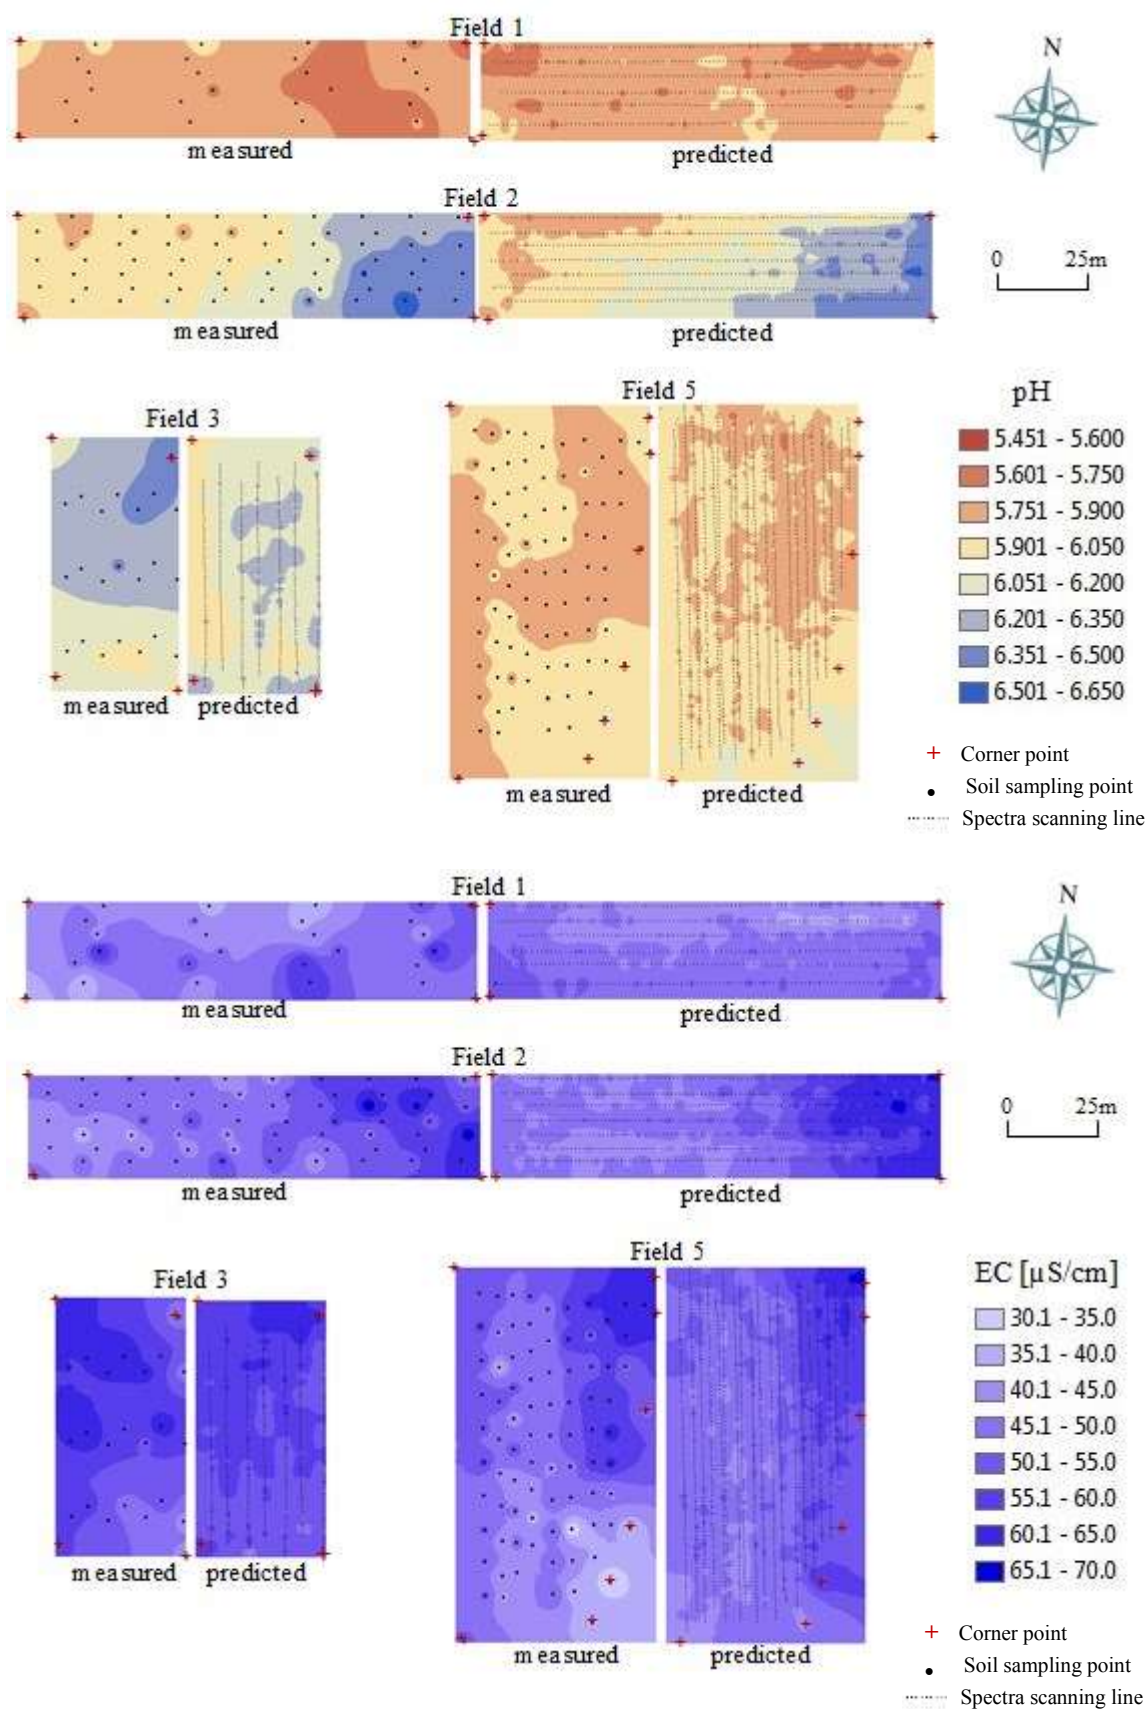 Field 1
N
measured
predicted
Field 2
0 25m
measured
predicted
Field 3
Field 5
pH
5.451 - 5.600
5.601 - 5.750
5.751 - 5.900
5.901 - 6.050
6.051 - 6.200
6.201 - 6.350
6.351 - 6.500
6.501 - 6.650
measured predicted
measured predicted
Corner point
Soil sampling point
Spectra scanning line
Field 1
N
measured
predicted
Field 2
0 25m
measured
predicted
Field 3
Field 5
EC [µS/cm]
30.1 - 35.0
35.1 - 40.0
40.1 - 45.0
45.1 - 50.0
50.1 - 55.0
55.1 - 60.0
60.1 - 65.0
65.1 - 70.0
measured predicted
measured predicted
Corner point
Soil sampling point
Spectra scanning line